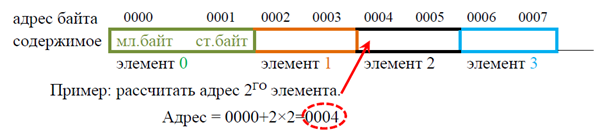 адрес байта 0000 0001 0002 0003 0004 0005 0006 0007
содержимое мл.байт ст.байт
элемент 0 элемент 1 элемент 2 элемент 3
Пример: рассчитать адрес 2ГО элемента.
Адрес = 0000+2×2=0004